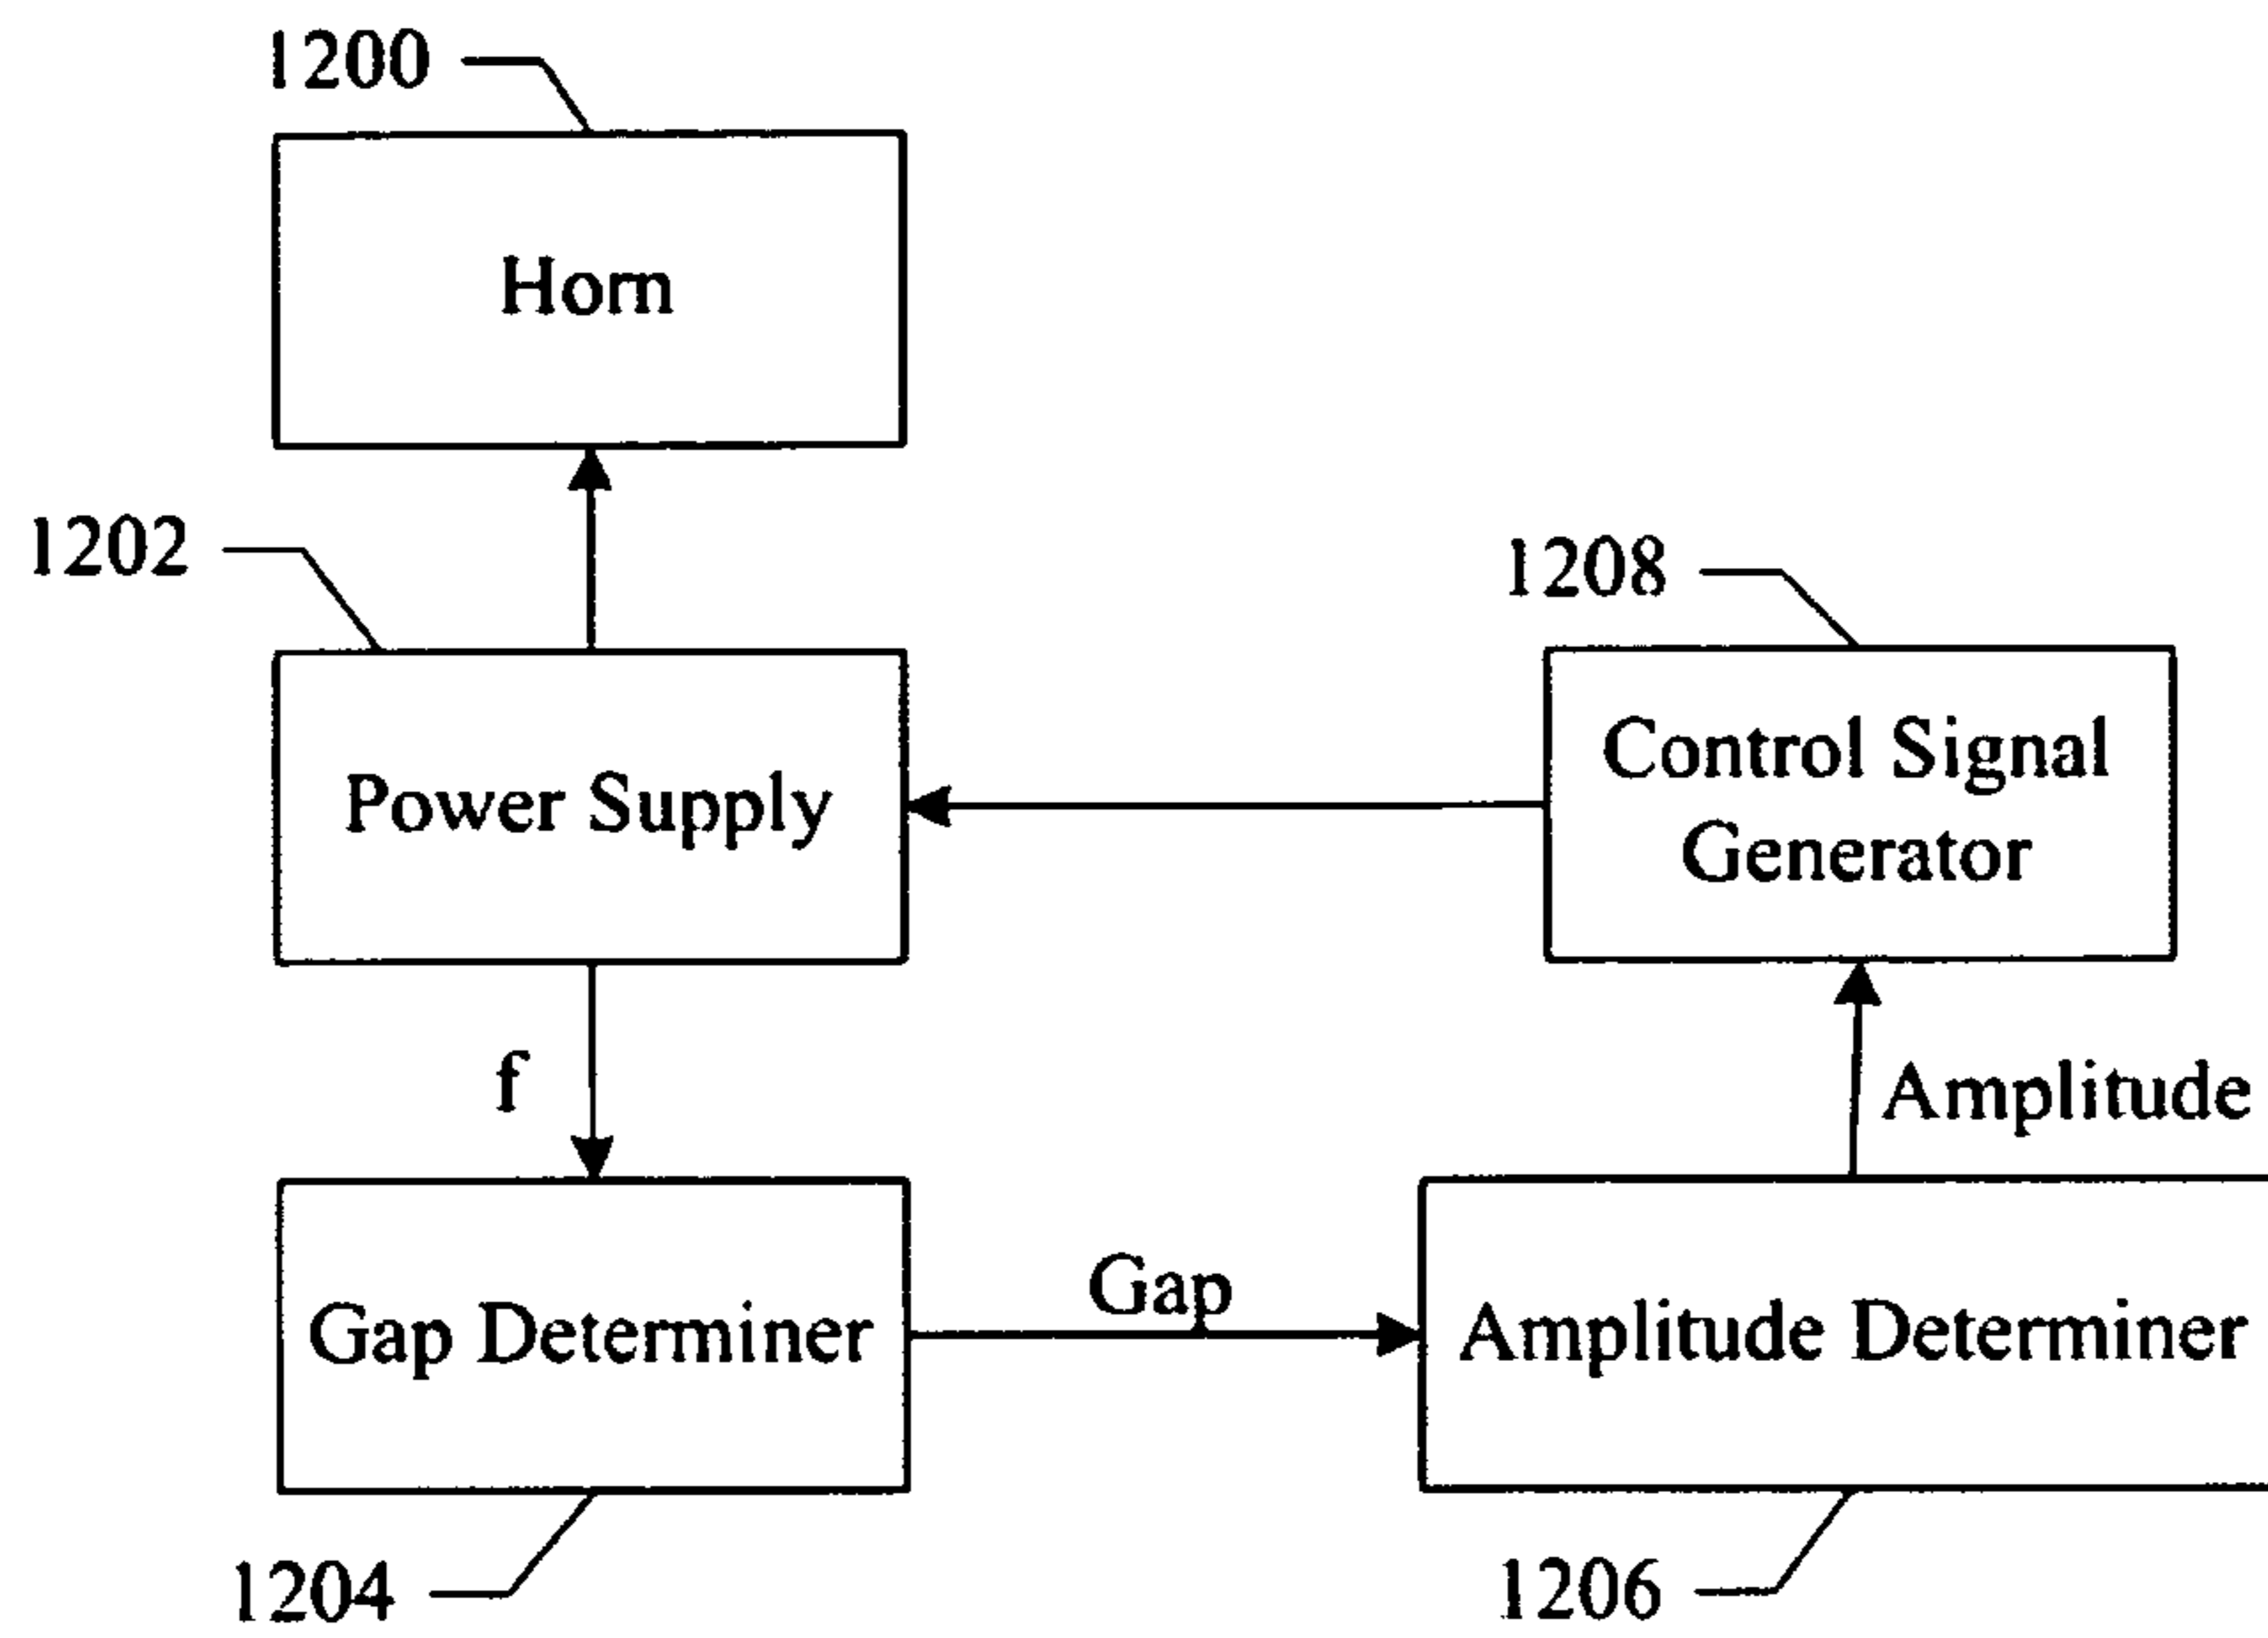 1200
Horn
1202
1208
Power Supply
Control Signal
Generator
f
Amplitude
Gap Determiner
Gap
Amplitude Determiner
1204
1206